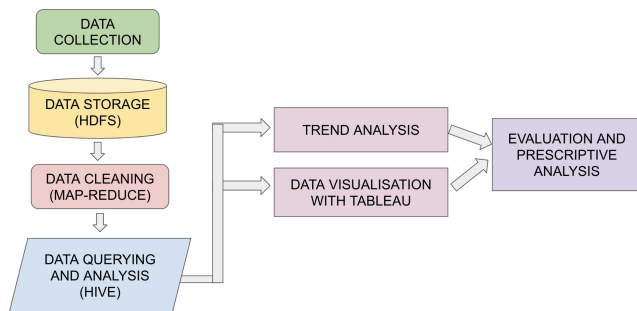 DATA
COLLECTION
DATA STORAGE
(HDFS)
DATA CLEANING
(MAP-REDUCE)
DATA QUERYING
AND ANALYSIS
(HIVE)
TREND ANALYSIS
DATA VISUALISATION
WITH TABLEAU
EVALUATION AND
PRESCRIPTIVE
ANALYSIS